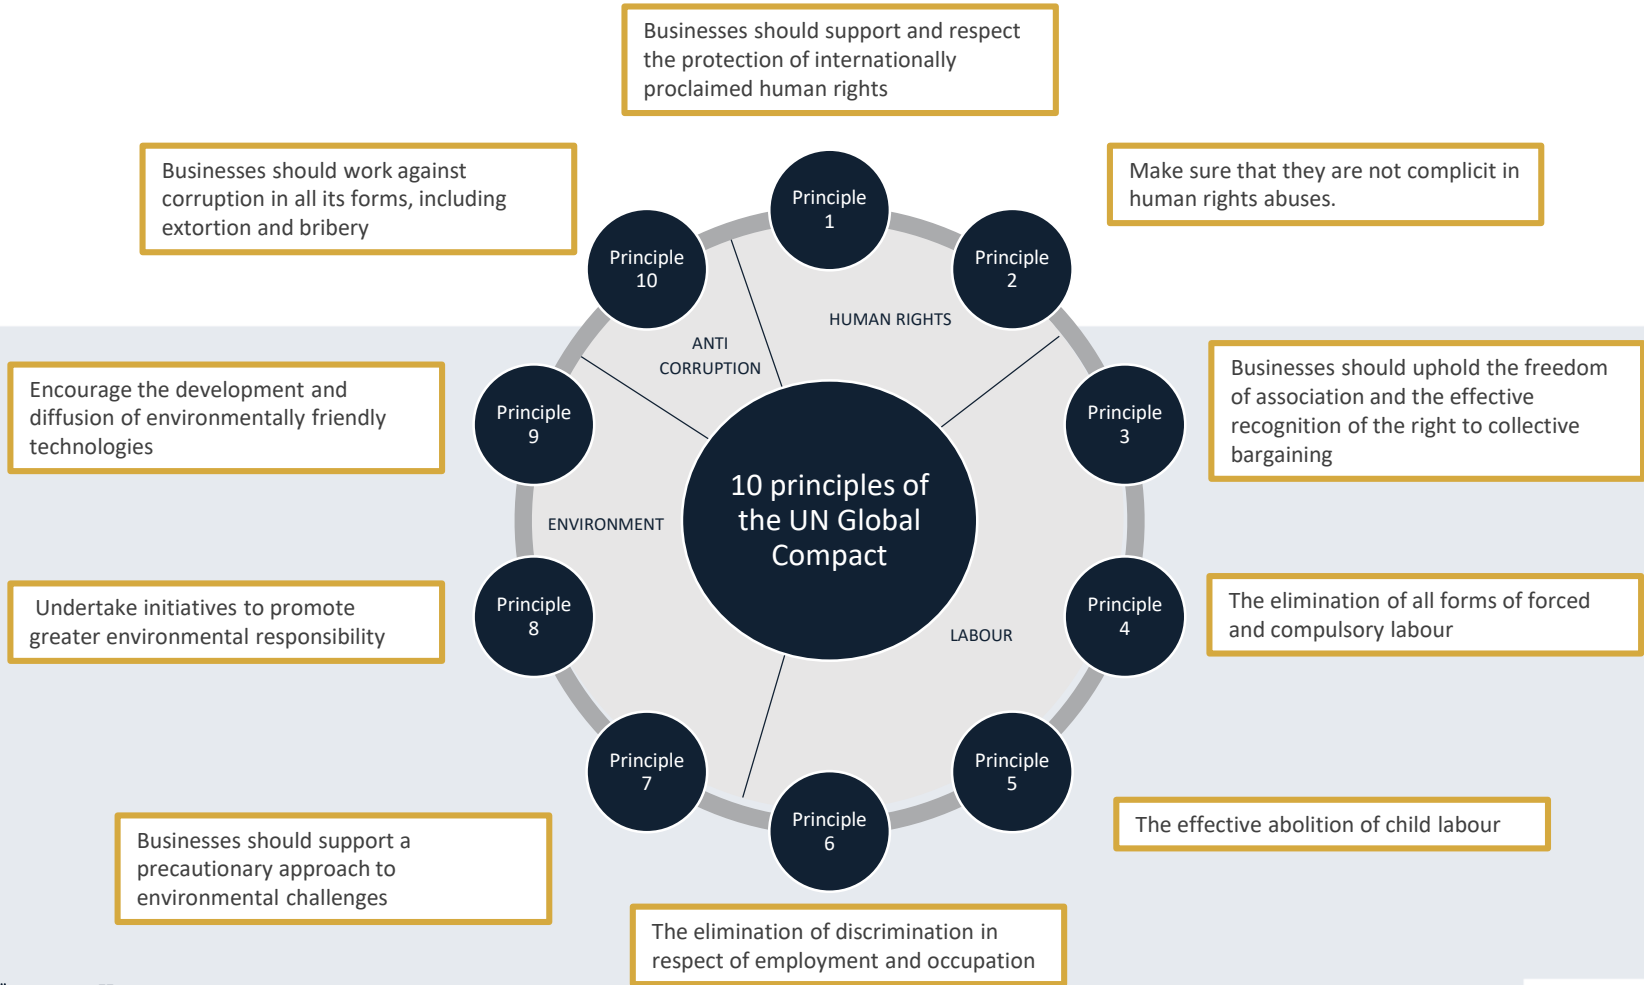 Businesses should support and respect
the protection of internationally
proclaimed human rights
Businesses should work against
corruption in all its forms, including
extortion and bribery
Make sure that they are not complicit in
human rights abuses.
Principle
1
Principle
10
Principle
2
HUMAN RIGHTS
ANTI
CORRUPTION
Encourage the development and
diffusion of environmentally friendly
technologies
Principle
9
Principle
3
Businesses should uphold the freedom
of association and the effective
recognition of the right to collective
bargaining
10 principles of
the UN Global
Compact
ENVIRONMENT
Undertake initiatives to promote
greater environmental responsibility
Principle
8
LABOUR
Principle
4
The elimination of all forms of forced
and compulsory labour
Principle
7
Principle
5
Principle
6
Businesses should support a
precautionary approach to
environmental challenges
The effective abolition of child labour
The elimination of discrimination in
respect of employment and occupation